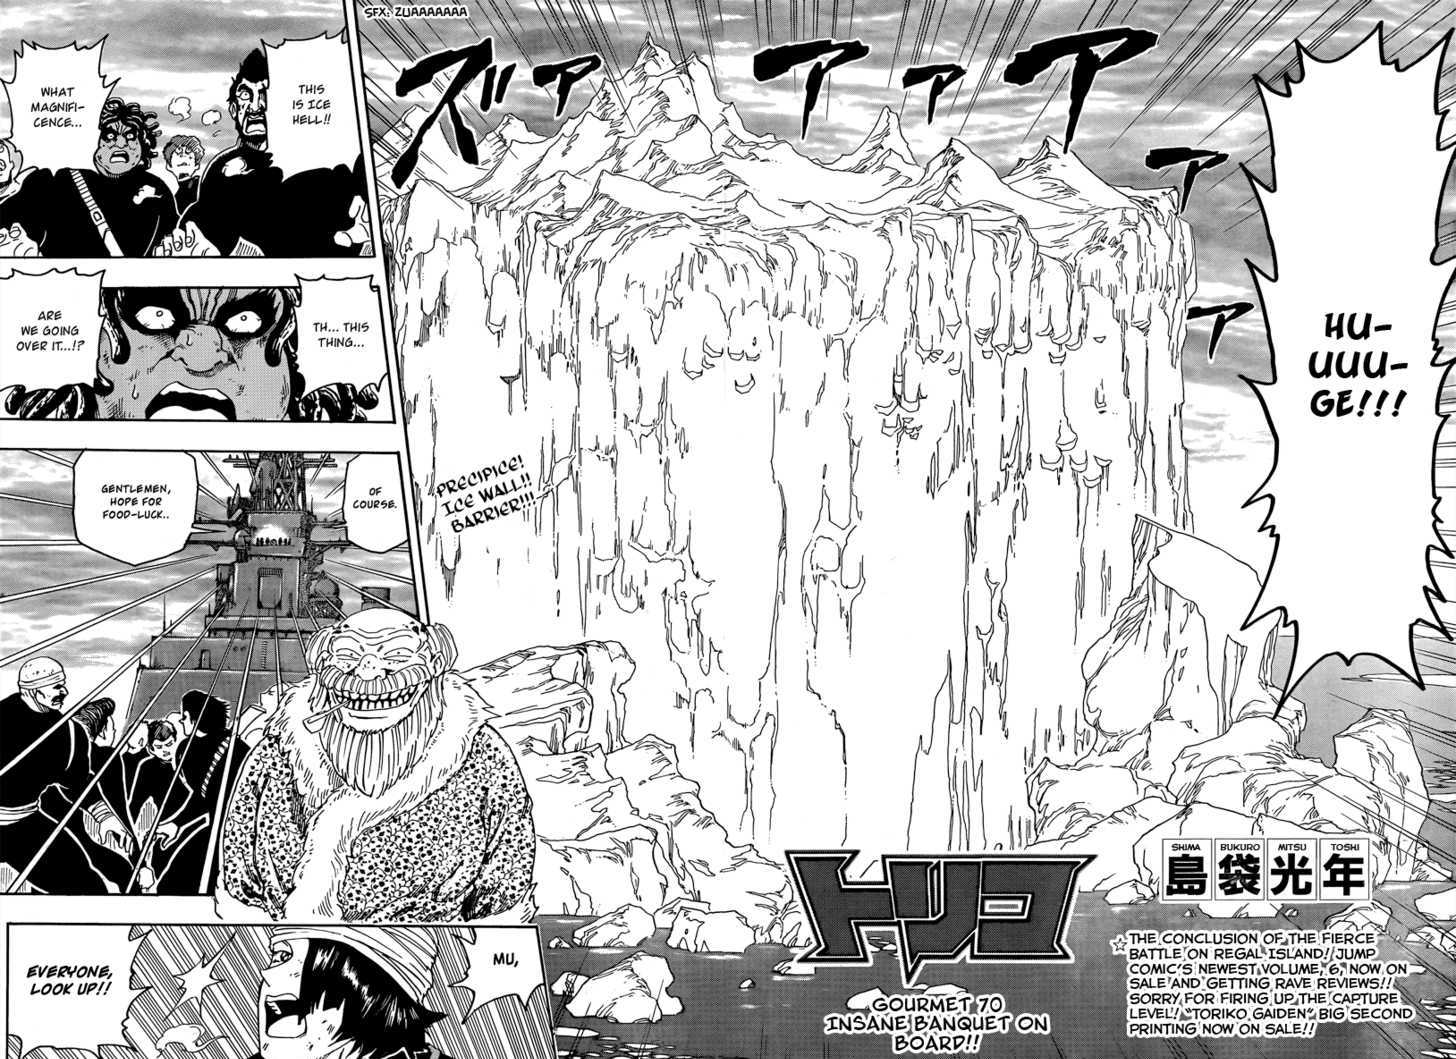 SFX: ZUAAAAAAA
ズァァァァァァ
HU-
UUU-
GE!!!
PRECIPICE!
ICE WALL!!
BARRIER!!!
トリコ
GOURMET 70
INSANE BANQUET ON
BOARD!!
SHIMA BUKURO MITSU TOSHI
島袋光年
☆THE CONCLUSION OF THE FIERCE
BATTLE ON REGAL ISLAND! JUMP
COMIC'S NEWEST VOLUME, 6, NOW ON
SALE AND GETTING RAVE REVIEWS!!
SORRY FOR FIRING UP THE CAPTURE
LEVEL! "TORIKO GAIDEN" BIG SECOND
PRINTING NOW ON SALE!!
THIS
IS ICE
HELL!!
WHAT
MAGNIFI-
CENCE...
TH... THIS
THING...
ARE
WE GOING
OVER IT...!?
OF
COURSE.
GENTLEMEN,
HOPE FOR
FOOD-LUCK..
MU,
EVERYONE,
LOOK UP!!